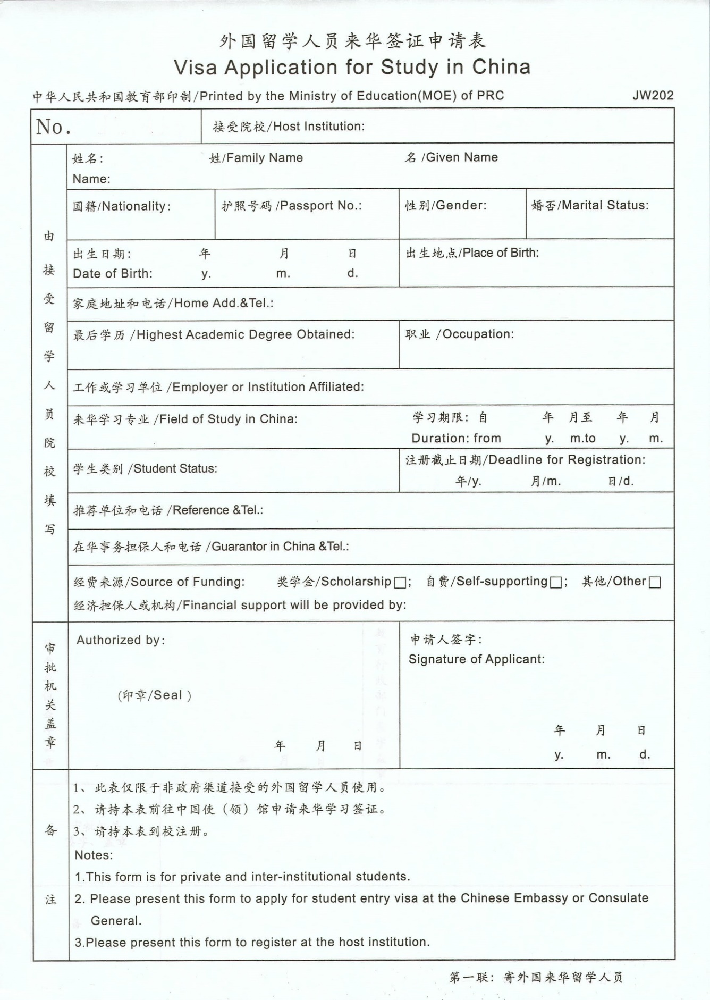 外国留学人员来华签证申请表
Visa Application for Study in China
中华人民共和国教育部印制/Printed by the Ministry of Education(MOE) of PRC JW202
No. 接受院校/Host Institution:
由接受留学人员院校填写
姓名: 姓/Family Name 名 /Given Name
Name:
国籍/Nationality: 护照号码 /Passport No.: 性别/Gender: 婚否/Marital Status:
出生日期: 年 月 日 出生地点/Place of Birth:
Date of Birth: y. m. d.
家庭地址和电话/Home Add.&Tel.:
最后学历 /Highest Academic Degree Obtained: 职业 /Occupation:
工作或学习单位 /Employer or Institution Affiliated:
来华学习专业 /Field of Study in China: 学习期限: 自 年 月至 年 月
Duration: from y. m.to y. m.
学生类别 /Student Status: 注册截止日期/Deadline for Registration:
年/y. 月/m. 日/d.
推荐单位和电话 /Reference &Tel.:
在华事务担保人和电话 /Guarantor in China &Tel.:
经费来源/Source of Funding: 奖学金/Scholarship□; 自费/Self-supporting□; 其他/Other□
经济担保人或机构/Financial support will be provided by:
审批机关盖章
Authorized by: 申请人签字:
Signature of Applicant:
(印章/Seal )
年 月 日
年 月 日
y. m. d.
备注
1、此表仅限于非政府渠道接受的外国留学人员使用。
2、请持本表前往中国使（领）馆申请来华学习签证。
3、请持本表到校注册。
Notes:
1.This form is for private and inter-institutional students.
2. Please present this form to apply for student entry visa at the Chinese Embassy or Consulate
General.
3.Please present this form to register at the host institution.
第一联: 寄外国来华留学人员